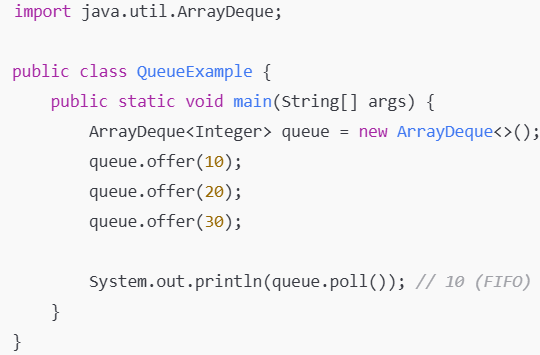 import java.util.ArrayDeque;

public class QueueExample {
    public static void main(String[] args) {
        ArrayDeque<Integer> queue = new ArrayDeque<>();
        queue.offer(10);
        queue.offer(20);
        queue.offer(30);

        System.out.println(queue.poll()); // 10 (FIFO)
    }
}